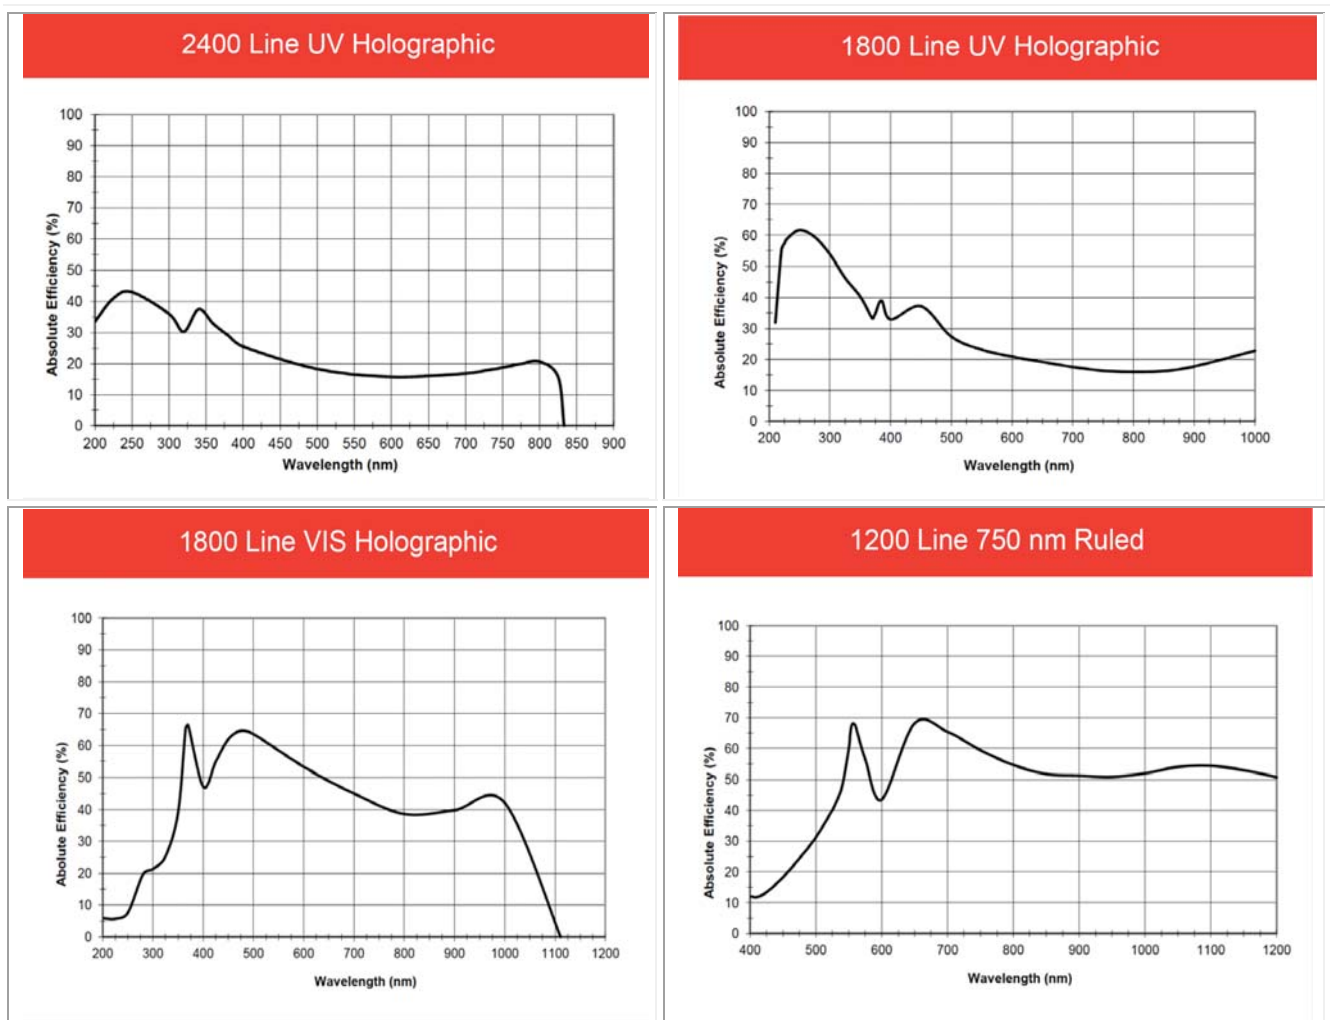 2400 Line UV Holographic
100
90
80
70
60
50
40
30
20
10
0
Absolute Efficiency (%)
200 250 300 350 400 450 500 550 600 650 700 750 800 850 900
Wavelength (nm)
1800 Line UV Holographic
100
90
80
70
60
50
40
30
20
10
0
Absolute Efficiency (%)
200 300 400 500 600 700 800 900 1000
Wavelength (nm)
1800 Line VIS Holographic
100
90
80
70
60
50
40
30
20
10
0
Abolute Efficiency (%)
200 300 400 500 600 700 800 900 1000 1100 1200
Wavelength (nm)
1200 Line 750 nm Ruled
100
90
80
70
60
50
40
30
20
10
0
Absolute Efficiency (%)
400 500 600 700 800 900 1000 1100 1200
Wavelength (nm)